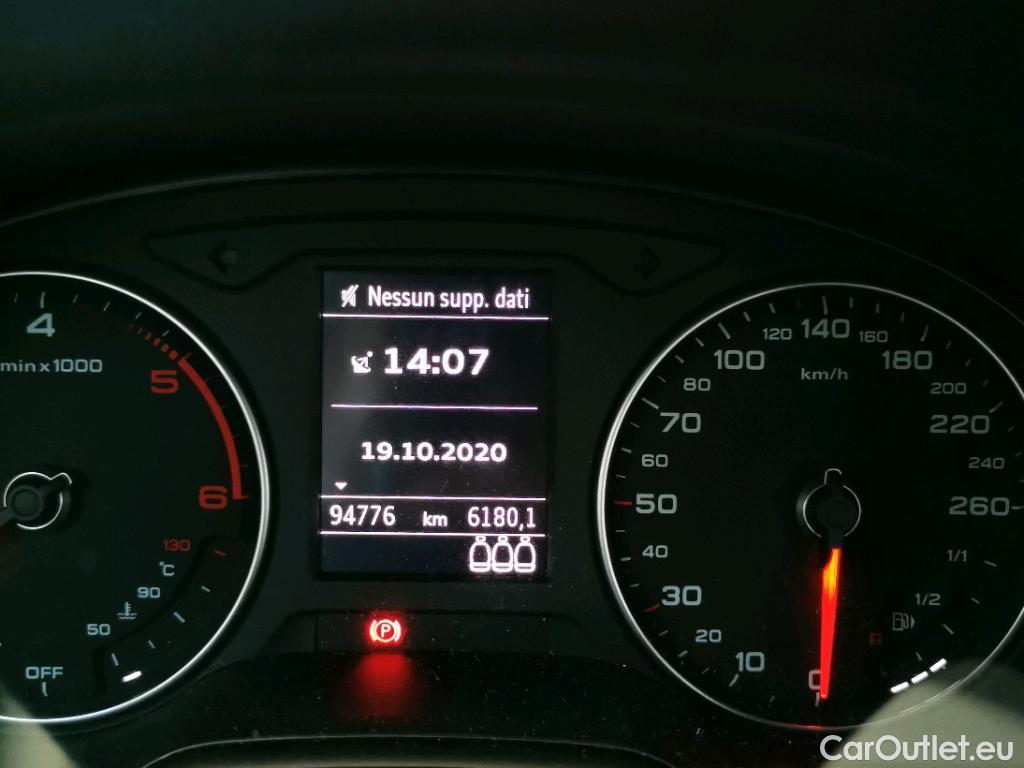 Nessun supp. dati
14:07
19.10.2020
94776 km 6180,1
4
min x 1000
5
6
130
°C
90
50
OFF
P
140
120 160
100 180
km/h
80 200
70 220
60 240
50 260
40
1/1
30 1/2
20
R
10
0
CarOutlet.eu